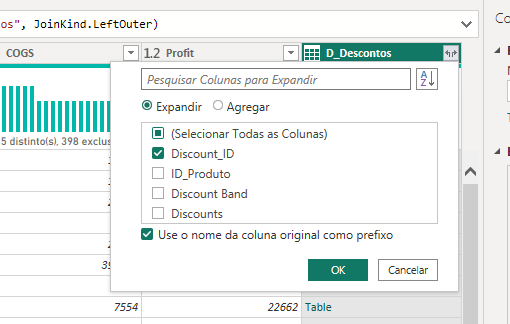 os", JoinKind.LeftOuter)
COGS
1.2 Profit
D_Descontos
5 distinto(s), 398 exclus
Pesquisar Colunas para Expandir
Expandir
Agregar
(Selecionar Todas as Colunas)
Discount_ID
ID_Produto
Discount Band
Discounts
Use o nome da coluna original como prefixo
OK
Cancelar
7554
22662
Table